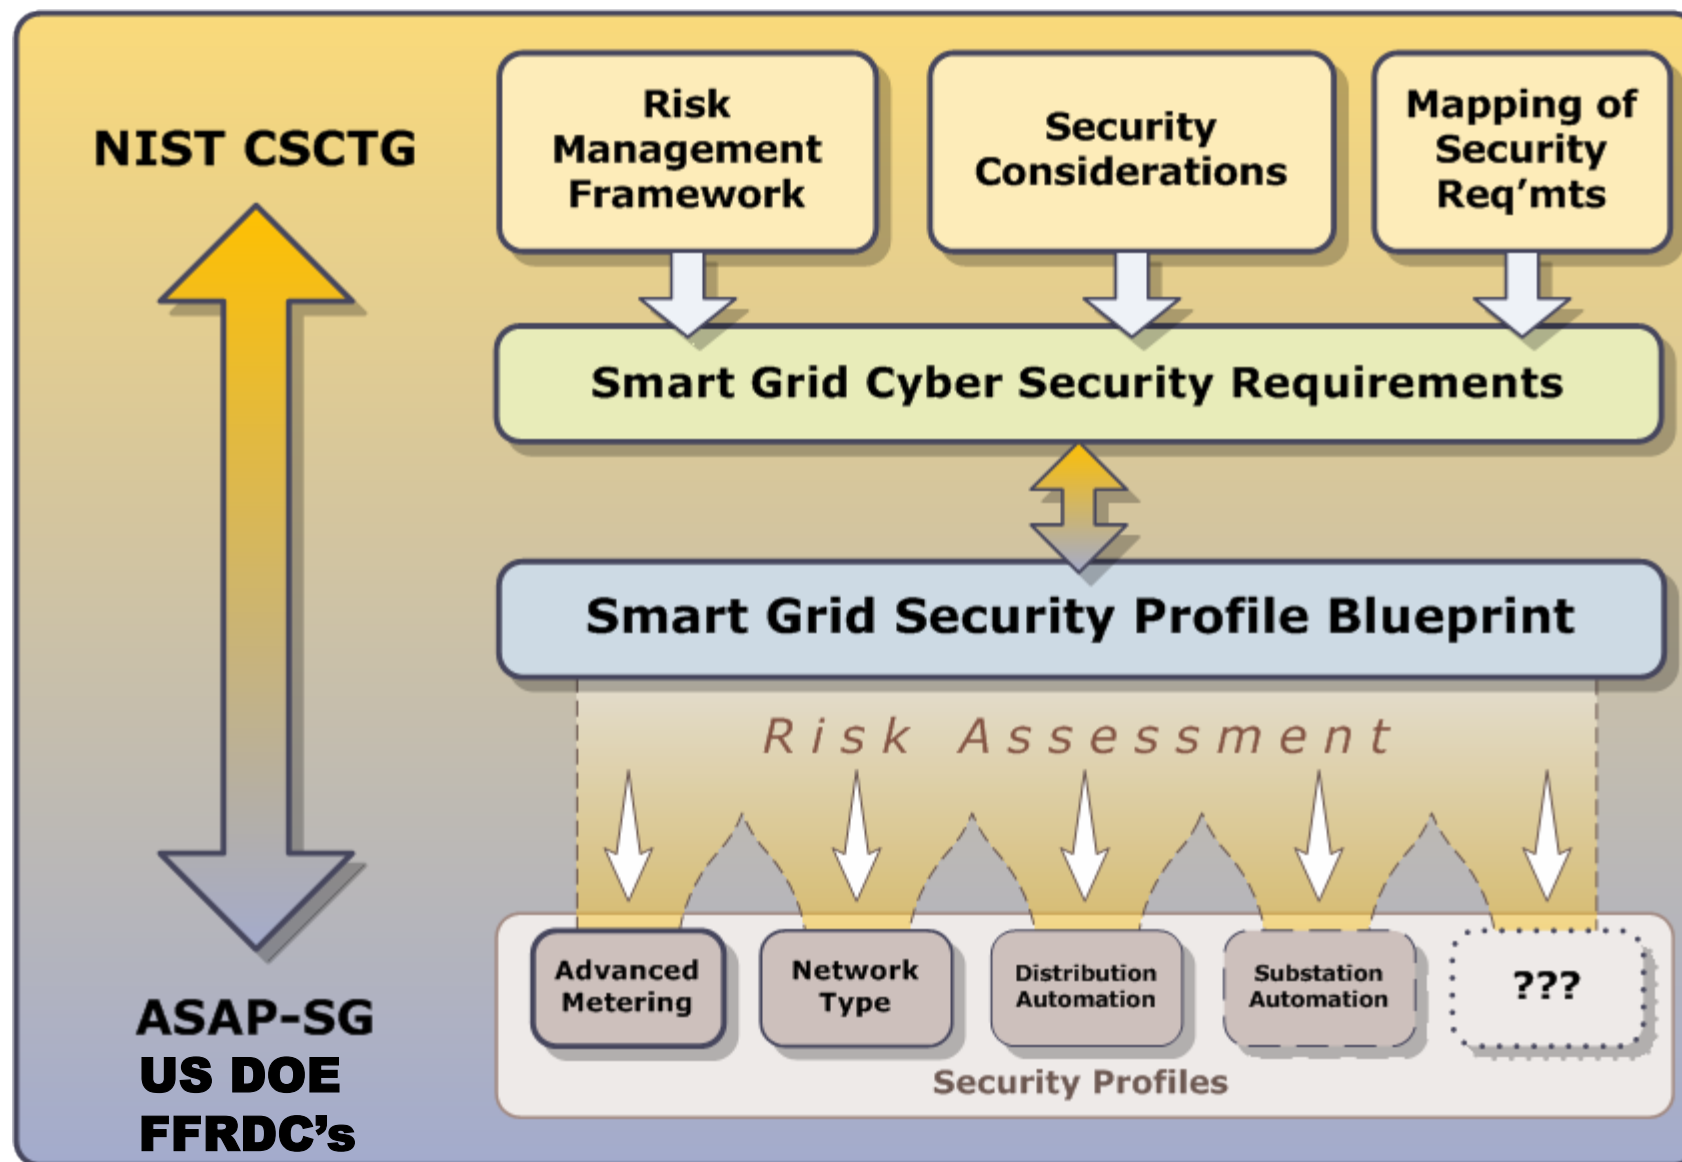 NIST CSCTG
Risk
Management
Framework
Security
Considerations
Mapping of
Security
Req’mts
Smart Grid Cyber Security Requirements
Smart Grid Security Profile Blueprint
Risk Assessment
Advanced
Metering
Network
Type
Distribution
Automation
Substation
Automation
???
Security Profiles
ASAP-SG
US DOE
FFRDC’s